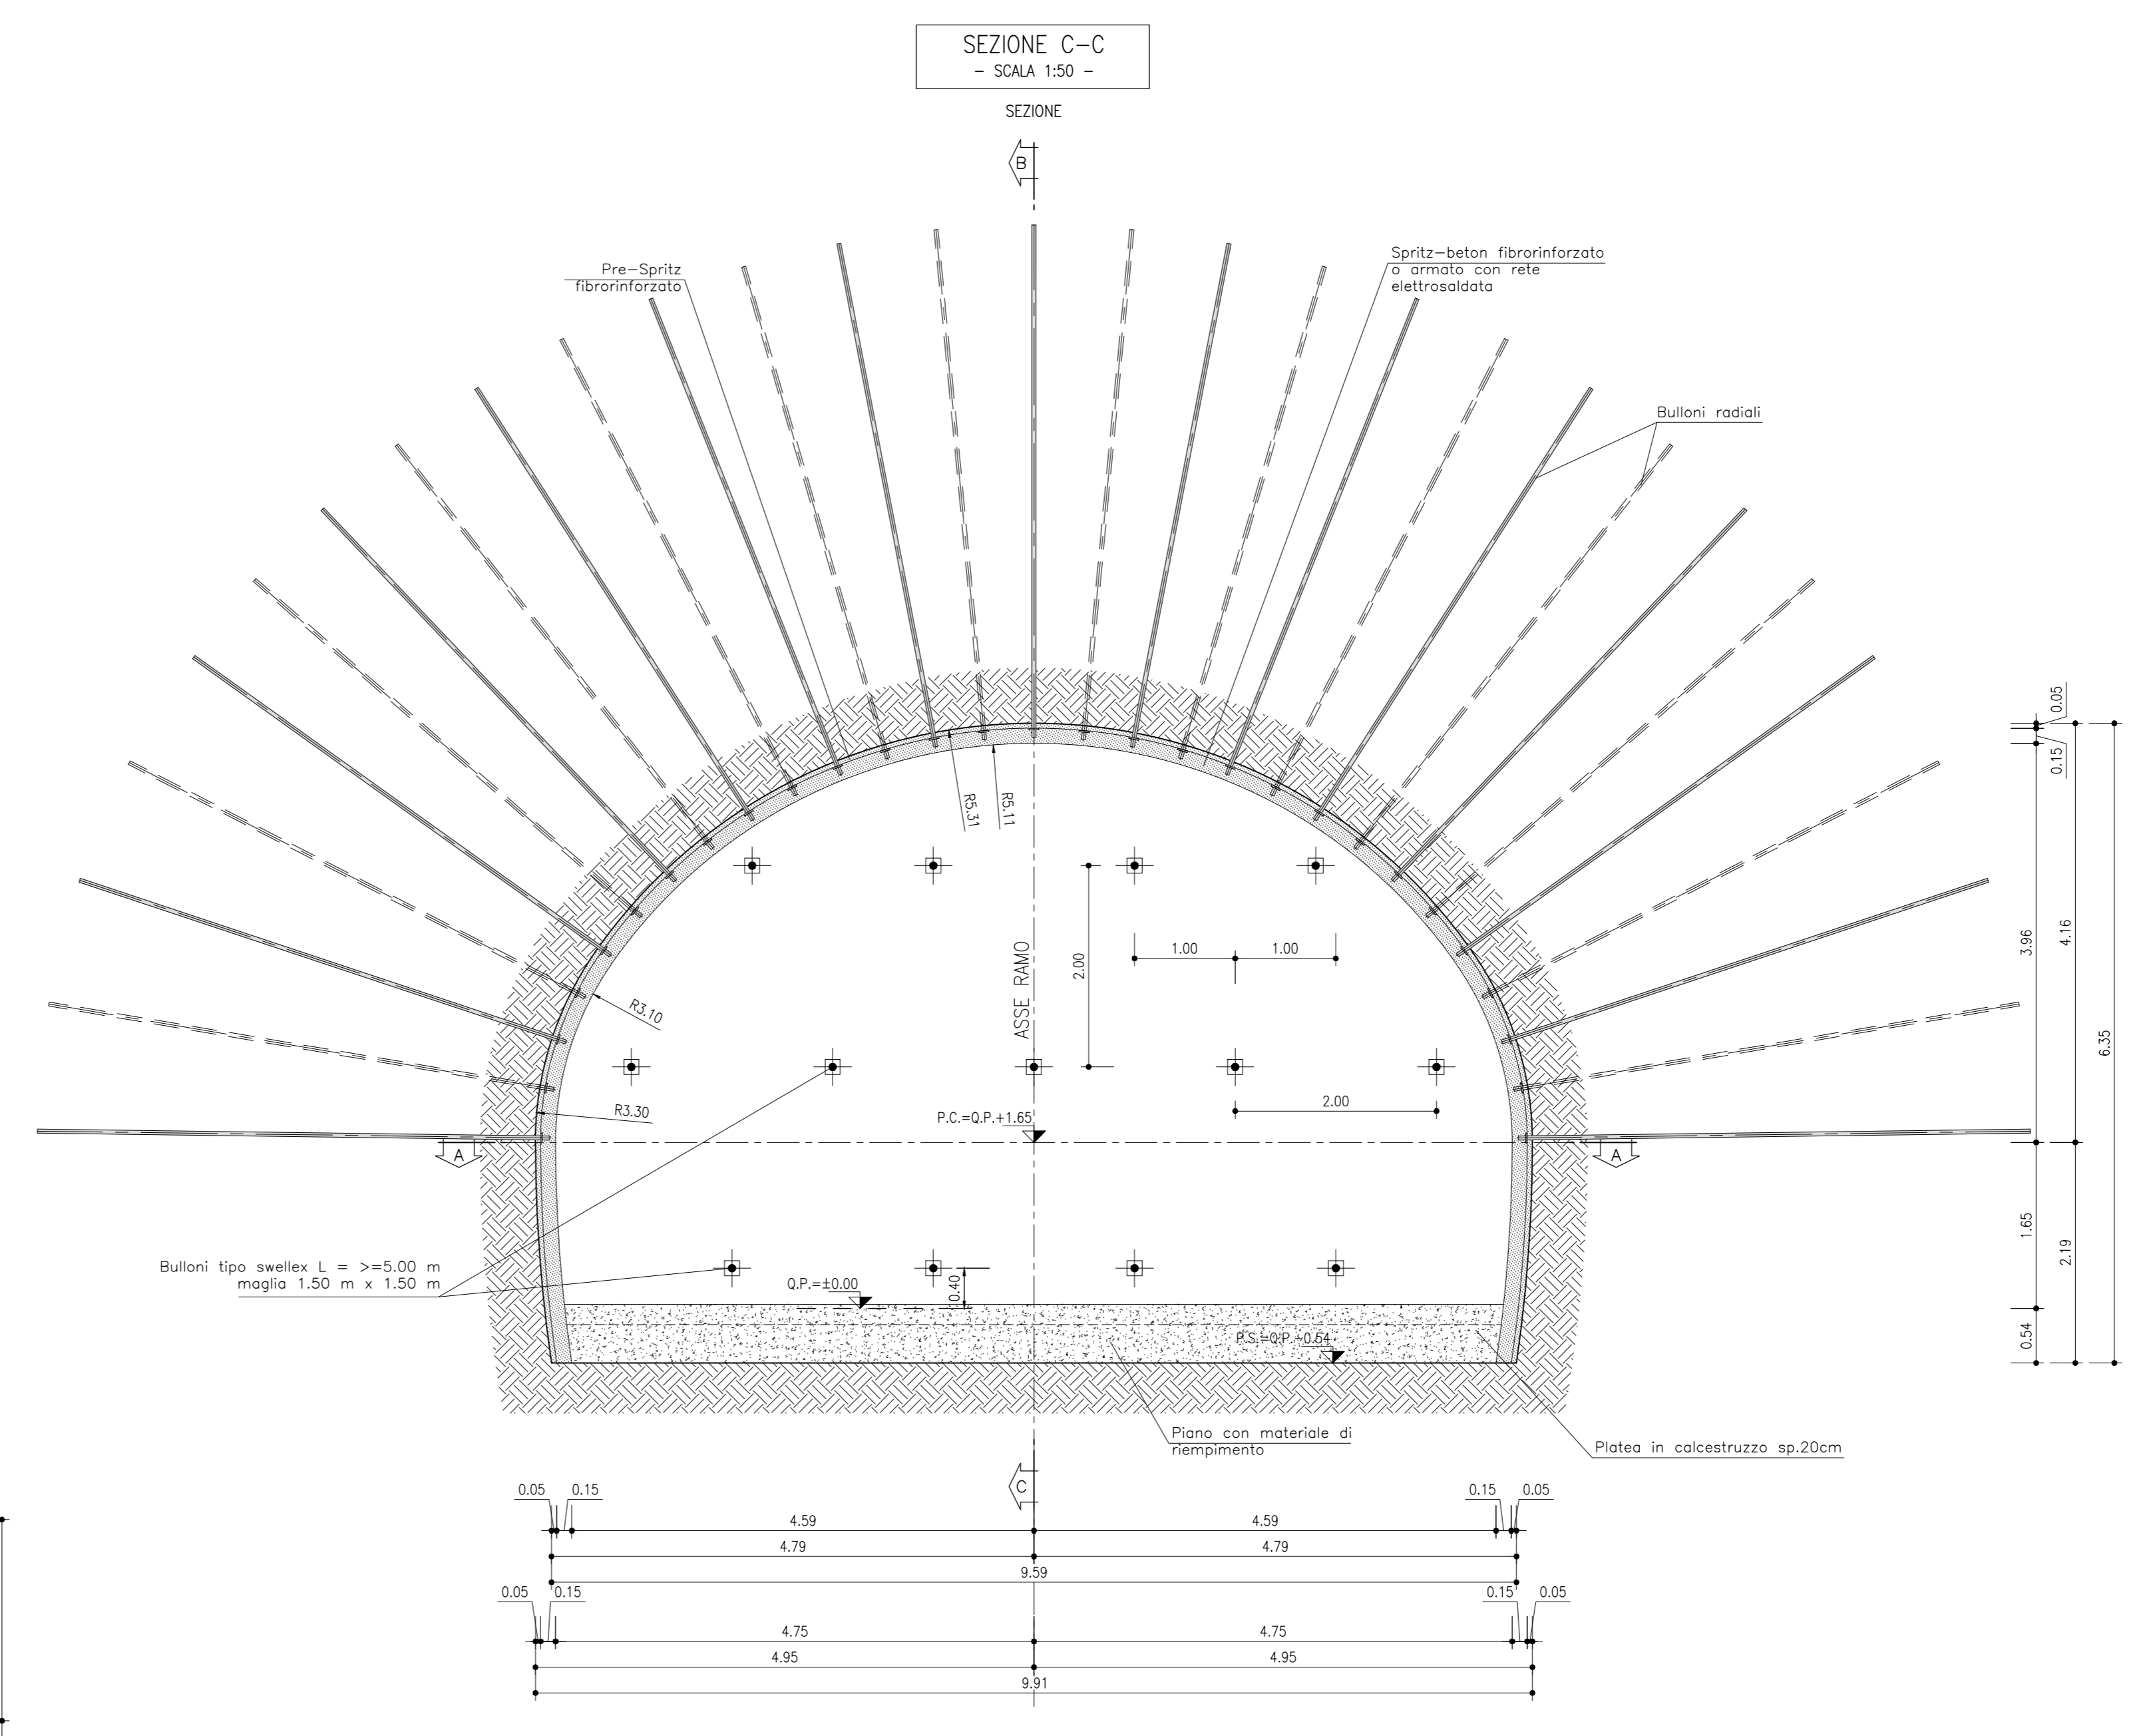 SEZIONE C-C
- SCALA 1:50 -
SEZIONE
B
Pre-Spritz
fibrorinforzato
Spritz-beton fibrorinforzato
o armato con rete
elettrosaldata
Bulloni radiali
0.05
0.15
R5.31
R5.11
3.96
4.16
6.35
ASSE RAMO
2.00
1.00
1.00
R3.10
R3.30
2.00
P.C.=Q.P.+1.65
A
A
1.65
2.19
0.54
Bulloni tipo swellex L = >=5.00 m
maglia 1.50 m x 1.50 m
Q.P.=±0.00
0.40
P.S.=Q.P.-0.54
Piano con materiale di
riempimento
Platea in calcestruzzo sp.20cm
C
0.05
0.15
0.15
0.05
4.59
4.59
4.79
4.79
9.59
0.05
0.15
0.15
0.05
4.75
4.75
4.95
4.95
9.91